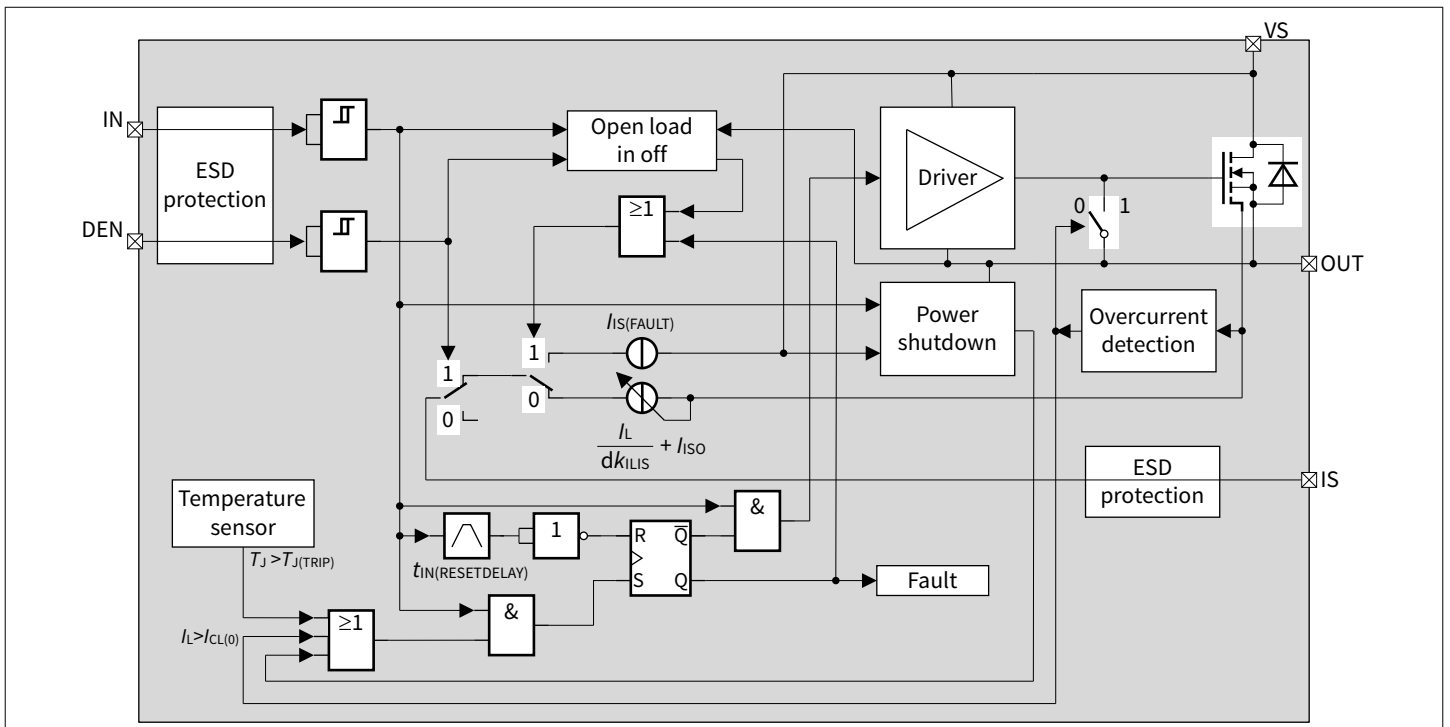 VS
IN
ESD
protection
Open load
in off
Driver
≥1
0 1
DEN
OUT
Power
shutdown
Overcurrent
detection
IIS(FAULT)
1
0
1
0
IL
dkILIS
+ IISO
ESD
protection
IS
Temperature
sensor
TJ >TJ(TRIP)
&
1
R Q̅
S Q
tIN(RESETDELAY)
Fault
&
≥1
IL>ICL(0)